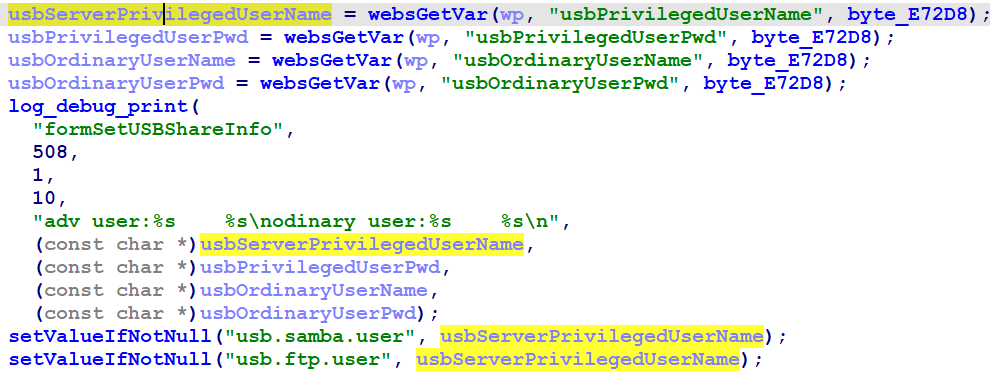 usbServerPrivilegedUserName = websGetVar(wp, "usbPrivilegedUserName", byte_E72D8);
usbPrivilegedUserPwd = websGetVar(wp, "usbPrivilegedUserPwd", byte_E72D8);
usbOrdinaryUserName = websGetVar(wp, "usbOrdinaryUserName", byte_E72D8);
usbOrdinaryUserPwd = websGetVar(wp, "usbOrdinaryUserPwd", byte_E72D8);
log_debug_print(
  "formSetUSBShareInfo",
  508,
  1,
  10,
  "adv user:%s    %s\nodinary user:%s    %s\n",
  (const char *)usbServerPrivilegedUserName,
  (const char *)usbPrivilegedUserPwd,
  (const char *)usbOrdinaryUserName,
  (const char *)usbOrdinaryUserPwd);
setValueIfNotNull("usb.samba.user", usbServerPrivilegedUserName);
setValueIfNotNull("usb.ftp.user", usbServerPrivilegedUserName);